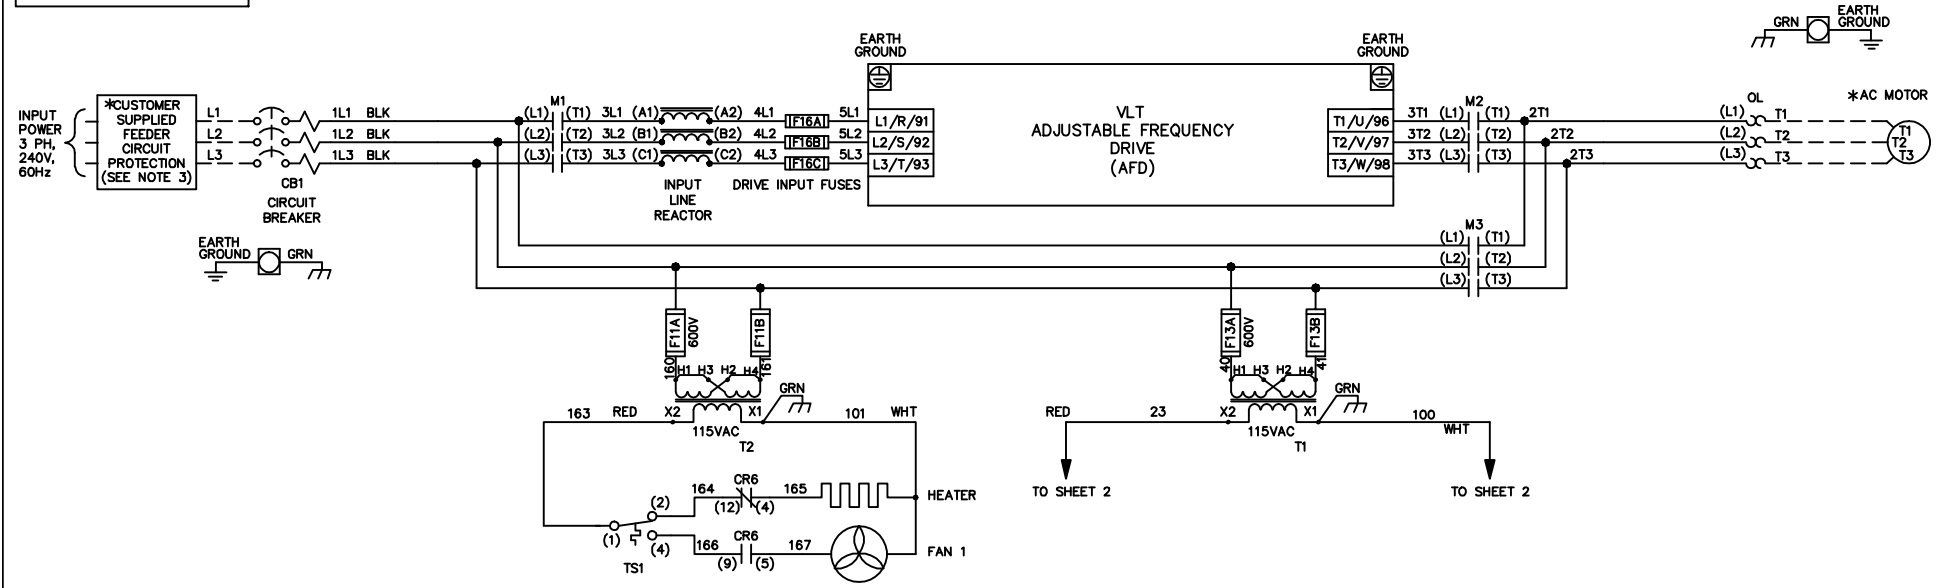 EARTH
GROUND
EARTH
GROUND
GRN
EARTH
GROUND
INPUT
POWER
3 PH,
240V,
60Hz
*CUSTOMER
SUPPLIED
FEEDER
CIRCUIT
PROTECTION
(SEE NOTE 3)
L1
L2
L3
CB1
CIRCUIT
BREAKER
1L1 BLK
1L2 BLK
1L3 BLK
M1
(L1) (T1) 3L1 (A1) (A2) 4L1 F16A 5L1
(L2) (T2) 3L2 (B1) (B2) 4L2 F16B 5L2
(L3) (T3) 3L3 (C1) (C2) 4L3 F16C 5L3
INPUT
LINE
REACTOR
DRIVE INPUT FUSES
L1/R/91
L2/S/92
L3/T/93
VLT
ADJUSTABLE FREQUENCY
DRIVE
(AFD)
T1/U/96
T2/V/97
T3/W/98
M2
3T1 (L1) (T1) 2T1
3T2 (L2) (T2) 2T2
3T3 (L3) (T3) 2T3
OL
(L1) T1
(L2) T2
(L3) T3
*AC MOTOR
T1
T2
T3
EARTH
GROUND
GRN
M3
(L1) (T1)
(L2) (T2)
(L3) (T3)
F11A
600V
F11B
160
161
H1 H3 H2 H4
GRN
163 RED X2 X1 101 WHT
115VAC
T2
F13A
600V
F13B
40
41
H1 H3 H2 H4
GRN
RED 23 X2 X1 100
WHT
115VAC
T1
TO SHEET 2
TO SHEET 2
CR6
164 165
(12) (4)
HEATER
(2)
(1)
(4)
TS1
CR6
166 167
(9) (5)
FAN 1